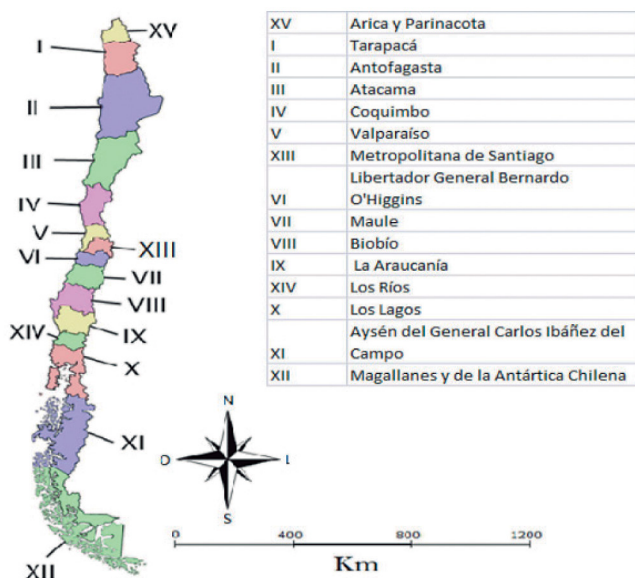 XV
I
II
III
IV
V
XIII
VI
VII
VIII
IX
XIV
X
XI
XII
XV Arica y Parinacota
I Tarapacá
II Antofagasta
III Atacama
IV Coquimbo
V Valparaíso
XIII Metropolitana de Santiago
Libertador General Bernardo
VI O'Higgins
VII Maule
VIII Biobío
IX La Araucanía
XIV Los Ríos
X Los Lagos
Aysén del General Carlos Ibáñez del
XI Campo
XII Magallanes y de la Antártica Chilena
N
O L
S
0 400 800 1200
Km